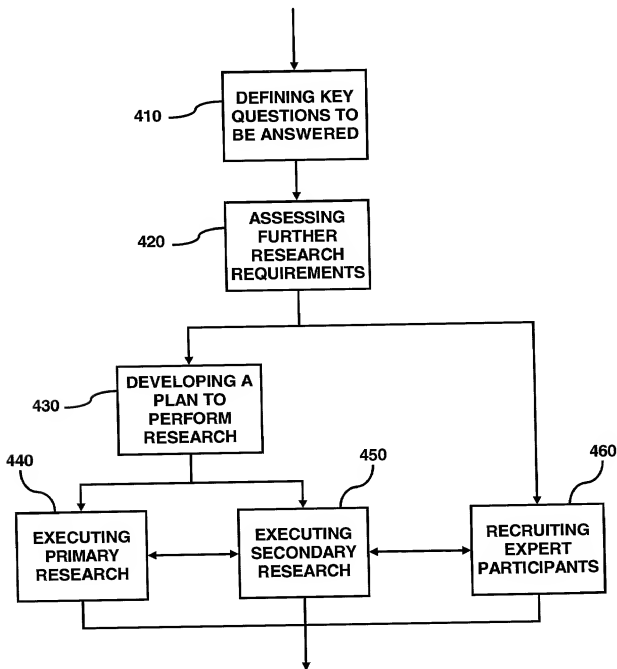 410
DEFINING KEY
QUESTIONS TO
BE ANSWERED
420
ASSESSING
FURTHER
RESEARCH
REQUIREMENTS
430
DEVELOPING A
PLAN TO
PERFORM
RESEARCH
440
EXECUTING
PRIMARY
RESEARCH
450
EXECUTING
SECONDARY
RESEARCH
460
RECRUITING
EXPERT
PARTICIPANTS